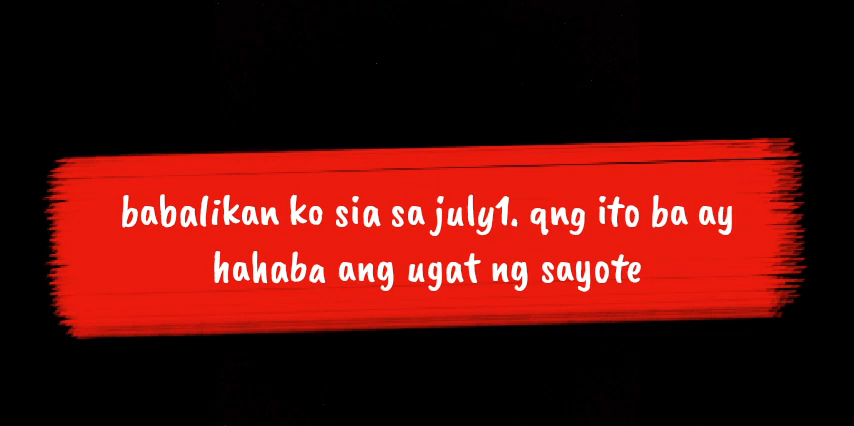 babalikan ko sia sa july1. qng ito ba ay
hahaba ang ugat ng sayote